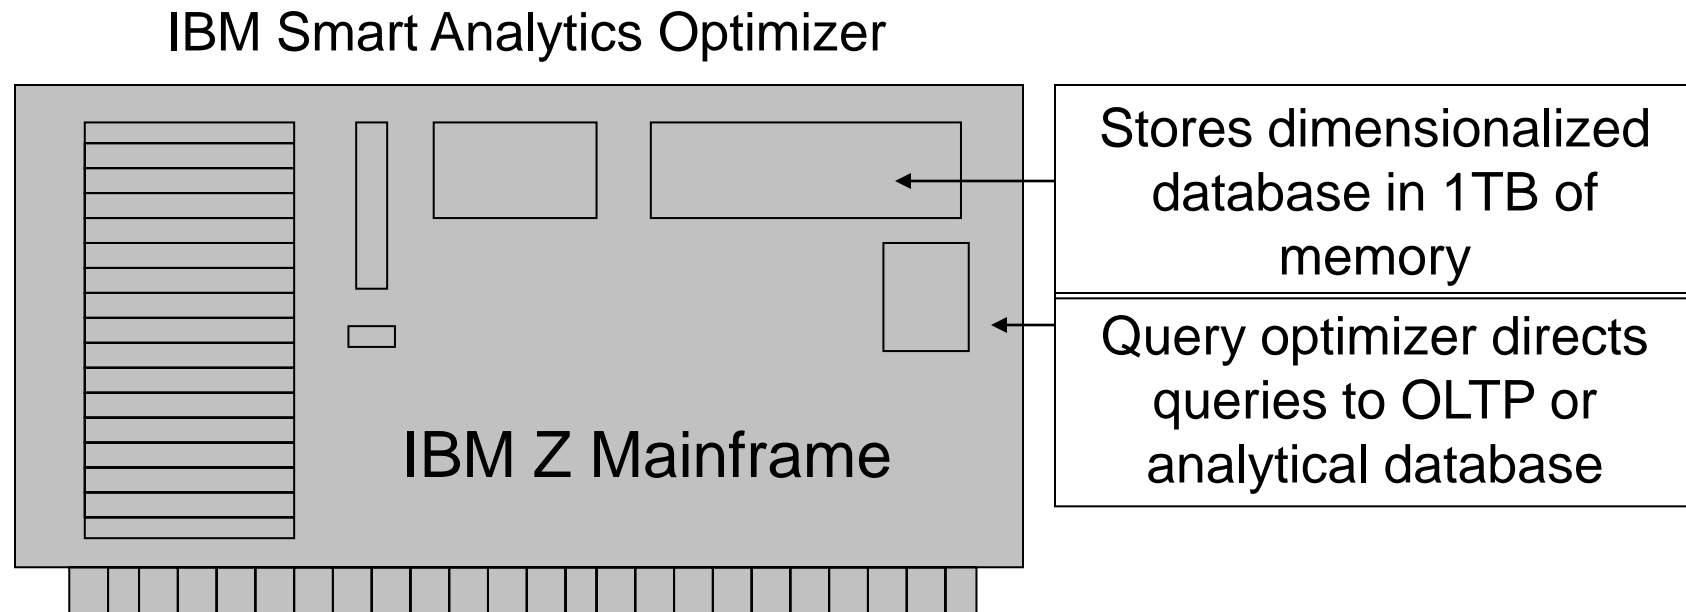 IBM Smart Analytics Optimizer
Stores dimensionalized
database in 1TB of
memory
Query optimizer directs
queries to OLTP or
analytical database
IBM Z Mainframe